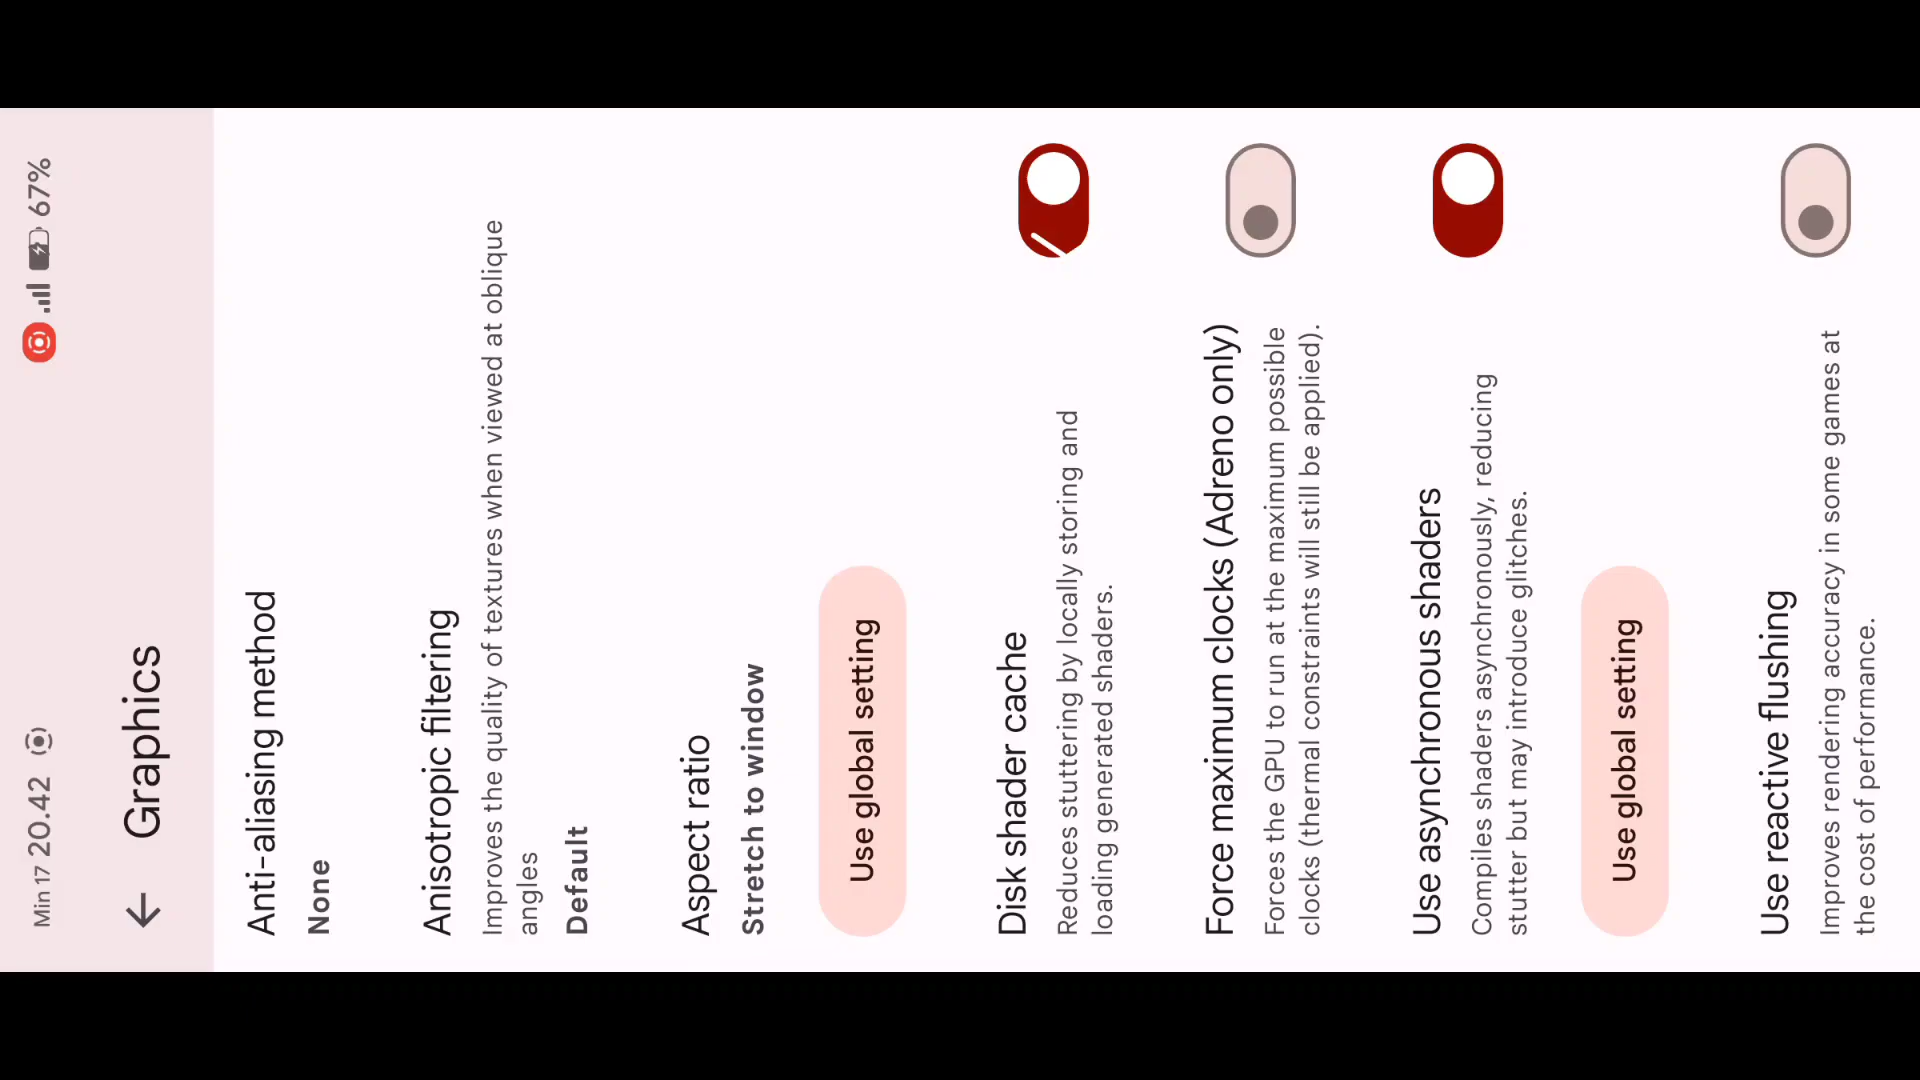 Min 17 20.42 67%
Graphics
Anti-aliasing method
None
Anisotropic filtering
Improves the quality of textures when viewed at oblique
angles
Default
Aspect ratio
Stretch to window
Use global setting
Disk shader cache
Reduces stuttering by locally storing and
loading generated shaders.
Force maximum clocks (Adreno only)
Forces the GPU to run at the maximum possible
clocks (thermal constraints will still be applied).
Use asynchronous shaders
Compiles shaders asynchronously, reducing
stutter but may introduce glitches.
Use global setting
Use reactive flushing
Improves rendering accuracy in some games at
the cost of performance.